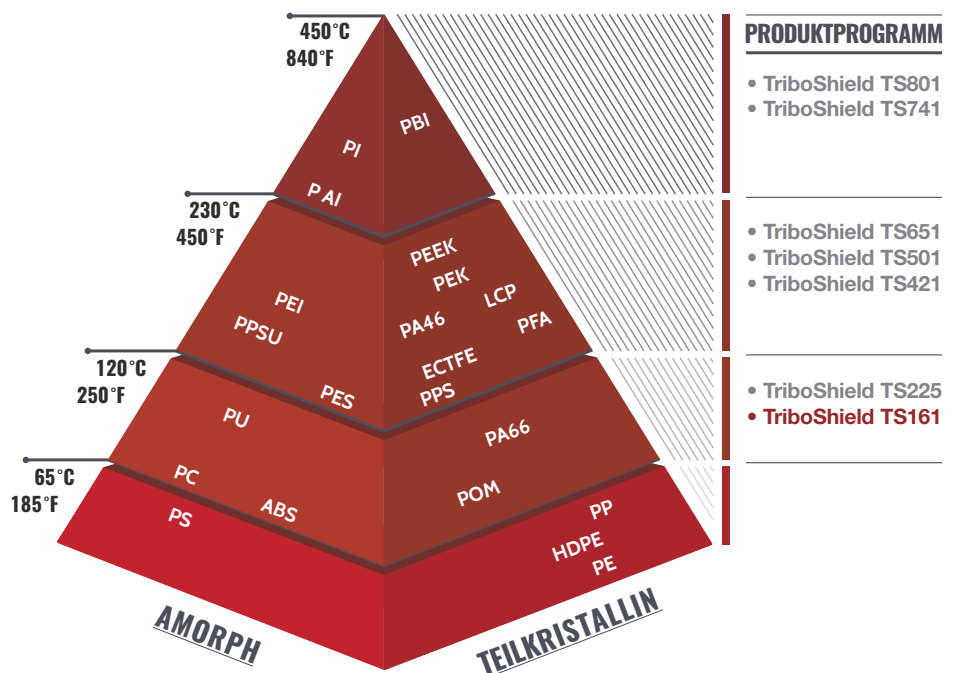 450°C
840°F
PRODUKTPROGRAMM
• TriboShield TS801
• TriboShield TS741
PBI
PI
P AI
230°C
450°F
• TriboShield TS651
• TriboShield TS501
• TriboShield TS421
PEEK
PEK
LCP
PEI
PA46
PFA
PPSU
ECTFE
PES
PPS
120°C
250°F
• TriboShield TS225
• TriboShield TS161
PU
PA66
PC
POM
ABS
65°C
185°F
PS
PP
HDPE
PE
AMORPH
TEILKRISTALLIN